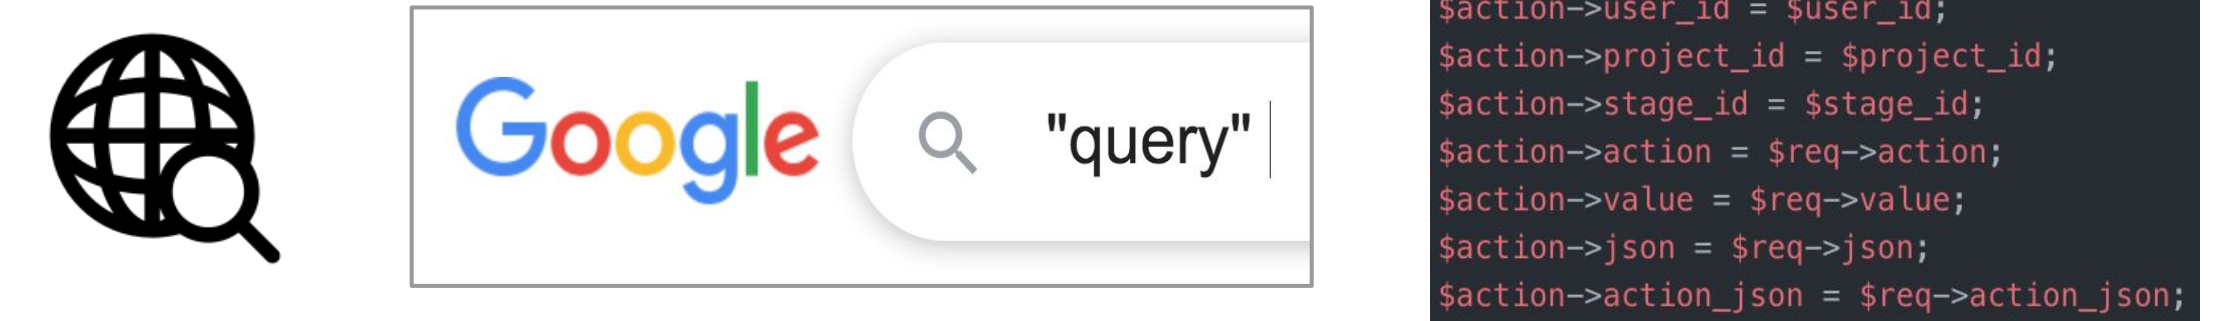 Google
"query"
$action->user_id = $user_id;
$action->project_id = $project_id;
$action->stage_id = $stage_id;
$action->action = $req->action;
$action->value = $req->value;
$action->json = $req->json;
$action->action_json = $req->action_json;